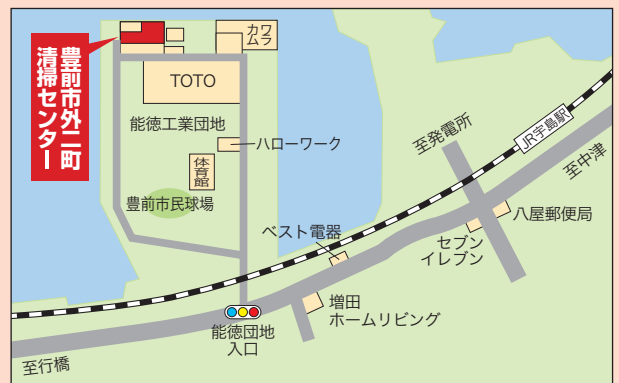 豊前市外二町
清掃センター
カワ
ムラ
TOTO
能徳工業団地
ハローワーク
体育館
豊前市民球場
至発電所
JR宇島駅
至中津
八屋郵便局
セブン
イレブン
ベスト電器
増田
ホームリビング
能徳団地
入口
至行橋